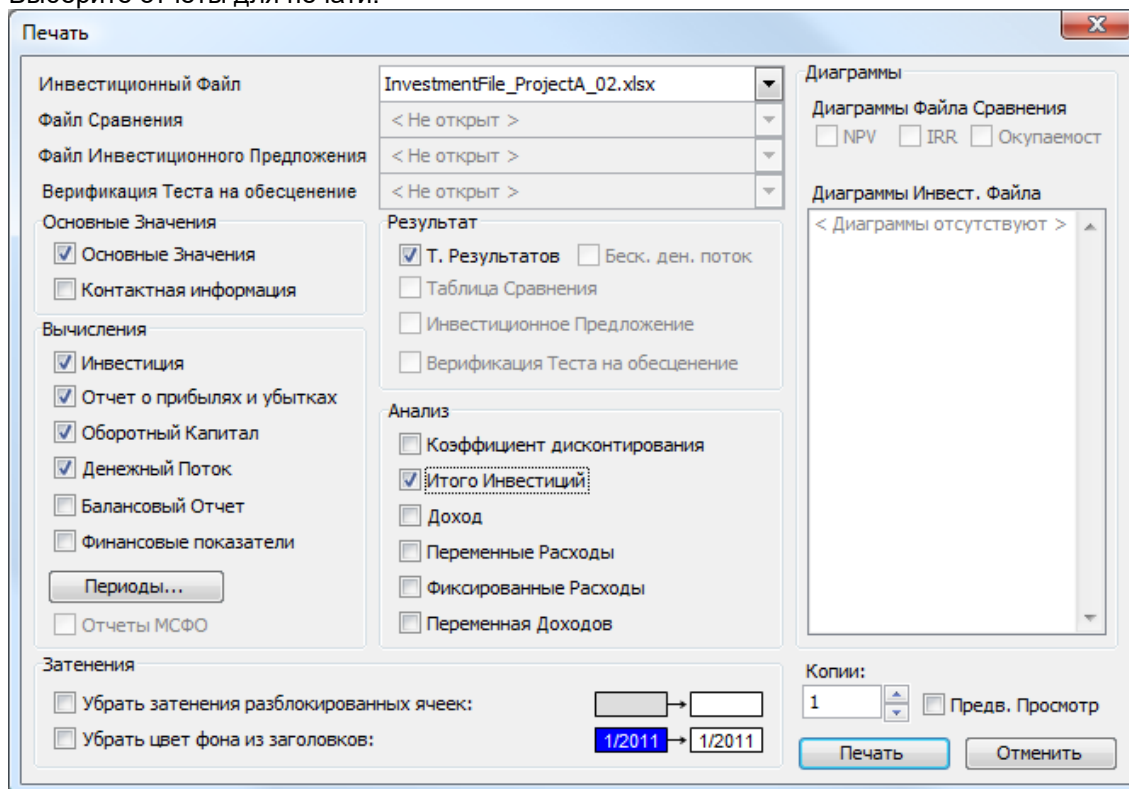 Выберите отчеты для печати:
Печать
Инвестиционный Файл
InvestmentFile_ProjectA_02.xlsx
Файл Сравнения
< Не открыт >
Файл Инвестиционного Предложения
< Не открыт >
Верификация Теста на обесценение
< Не открыт >
Основные Значения
Основные Значения
Контактная информация
Вычисления
Инвестиция
Отчет о прибылях и убытках
Оборотный Капитал
Денежный Поток
Балансовый Отчет
Финансовые показатели
Периоды...
Отчеты МСФО
Результат
Т. Результатов Беск. ден. поток
Таблица Сравнения
Инвестиционное Предложение
Верификация Теста на обесценение
Анализ
Коэффициент дисконтирования
Итого Инвестиций
Доход
Переменные Расходы
Фиксированные Расходы
Переменная Доходов
Диаграммы
Диаграммы Файла Сравнения
NPV IRR Окупаемост
Диаграммы Инвест. Файла
< Диаграммы отсутствуют >
Затенения
Убрать затенения разблокированных ячеек:
Убрать цвет фона из заголовков:
1/2011 → 1/2011
Копии:
1
Предв. Просмотр
Печать
Отменить